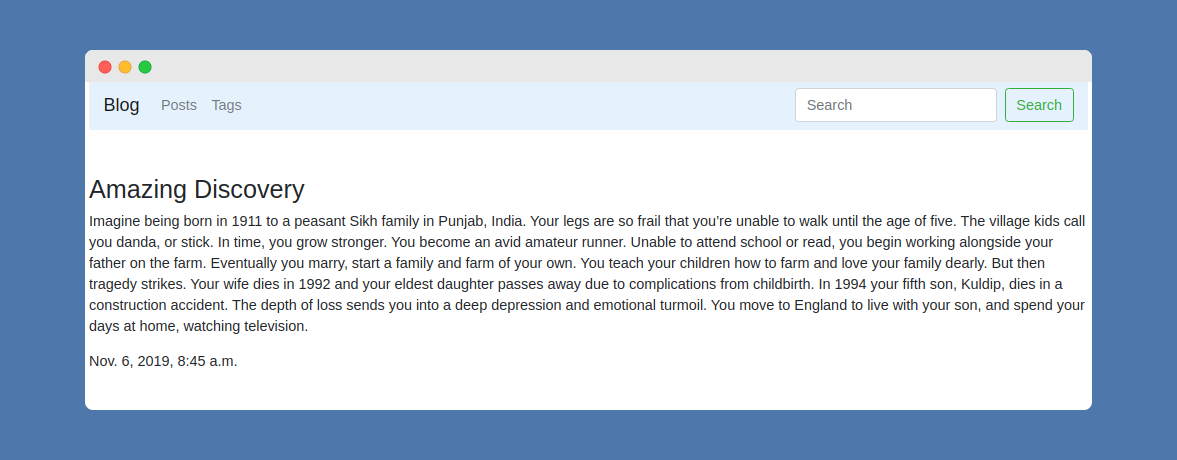 Blog Posts Tags Search Search
Amazing Discovery
Imagine being born in 1911 to a peasant Sikh family in Punjab, India. Your legs are so frail that you’re unable to walk until the age of five. The village kids call
you danda, or stick. In time, you grow stronger. You become an avid amateur runner. Unable to attend school or read, you begin working alongside your
father on the farm. Eventually you marry, start a family and farm of your own. You teach your children how to farm and love your family dearly. But then
tragedy strikes. Your wife dies in 1992 and your eldest daughter passes away due to complications from childbirth. In 1994 your fifth son, Kuldip, dies in a
construction accident. The depth of loss sends you into a deep depression and emotional turmoil. You move to England to live with your son, and spend your
days at home, watching television.
Nov. 6, 2019, 8:45 a.m.